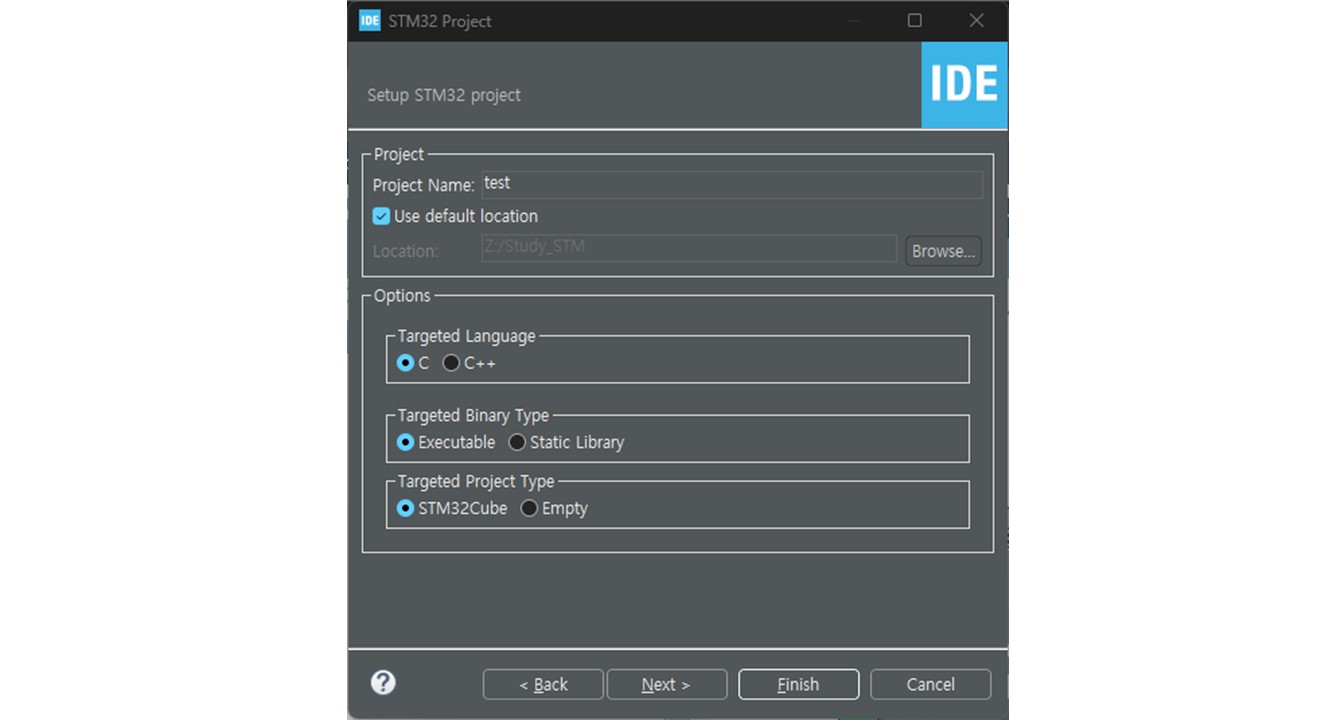 IDE STM32 Project
Setup STM32 project
IDE
Project
Project Name: test
Use default location
Location: Z:/Study_STM Browse...
Options
Targeted Language
C C++
Targeted Binary Type
Executable Static Library
Targeted Project Type
STM32Cube Empty
? < Back Next > Finish Cancel